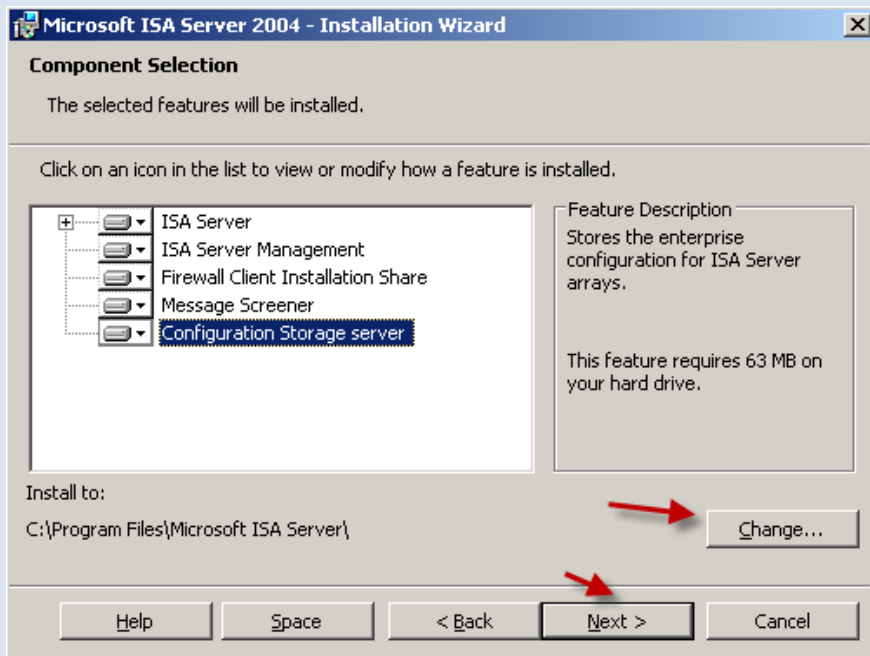 Microsoft ISA Server 2004 - Installation Wizard
Component Selection
The selected features will be installed.
Click on an icon in the list to view or modify how a feature is installed.
ISA Server
ISA Server Management
Firewall Client Installation Share
Message Screener
Configuration Storage server
Feature Description
Stores the enterprise
configuration for ISA Server
arrays.
This feature requires 63 MB on
your hard drive.
Install to:
C:\Program Files\Microsoft ISA Server\
Change...
Help
Space
< Back
Next >
Cancel